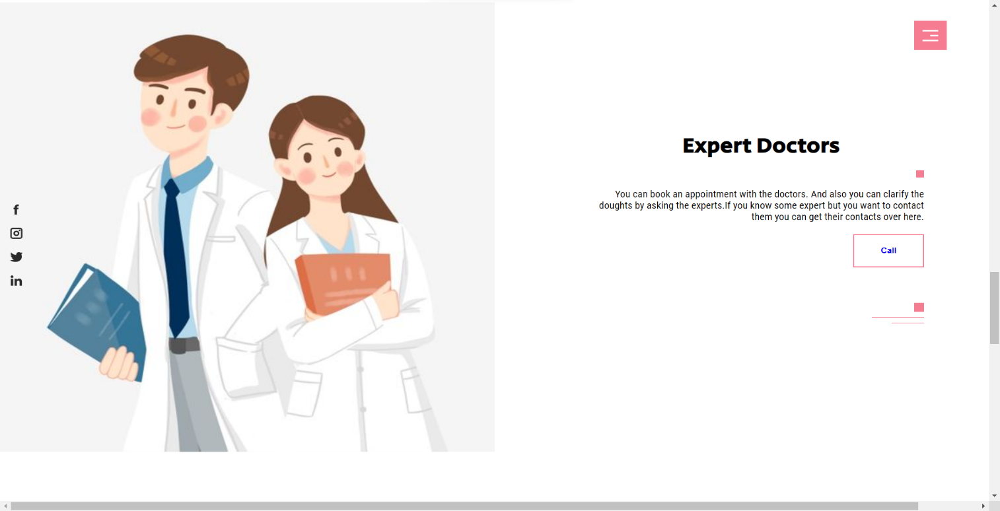 Expert Doctors
You can book an appointment with the doctors. And also you can clarify the
doughts by asking the experts.If you know some expert but you want to contact
them you can get their contacts over here.
Call